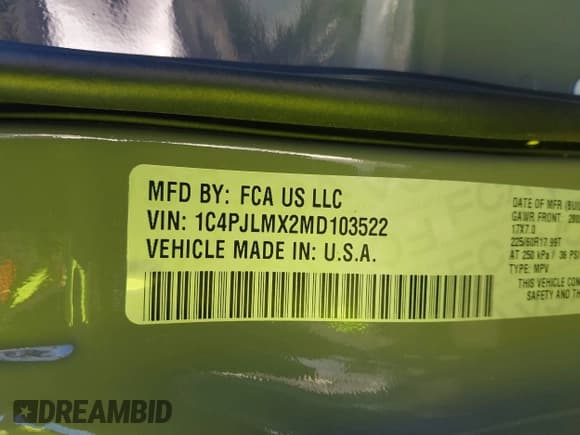 MFD BY: FCA US LLC
VIN: 1C4PJLMX2MD103522
VEHICLE MADE IN: U.S.A.
DATE OF MFR
GAWR FRONT:
17X7.0
225/60R17 99T
AT 250 kPa / 36 PSI
TYPE: MPV
THIS VEHICLE
SAFETY AND
DREAMBID